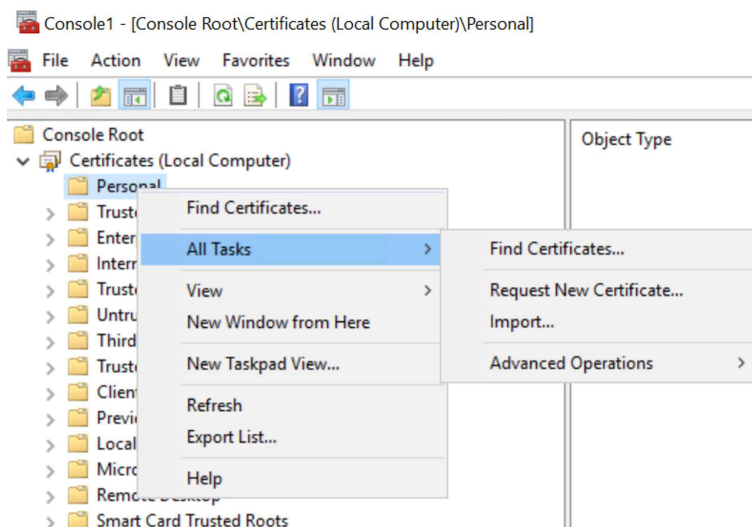 Console1 - [Console Root\Certificates (Local Computer)\Personal]
File Action View Favorites Window Help
Console Root
Object Type
Certificates (Local Computer)
Personal
Find Certificates...
All Tasks
View
New Window from Here
New Taskpad View...
Refresh
Export List...
Help
Find Certificates...
Request New Certificate...
Import...
Advanced Operations
Smart Card Trusted Roots